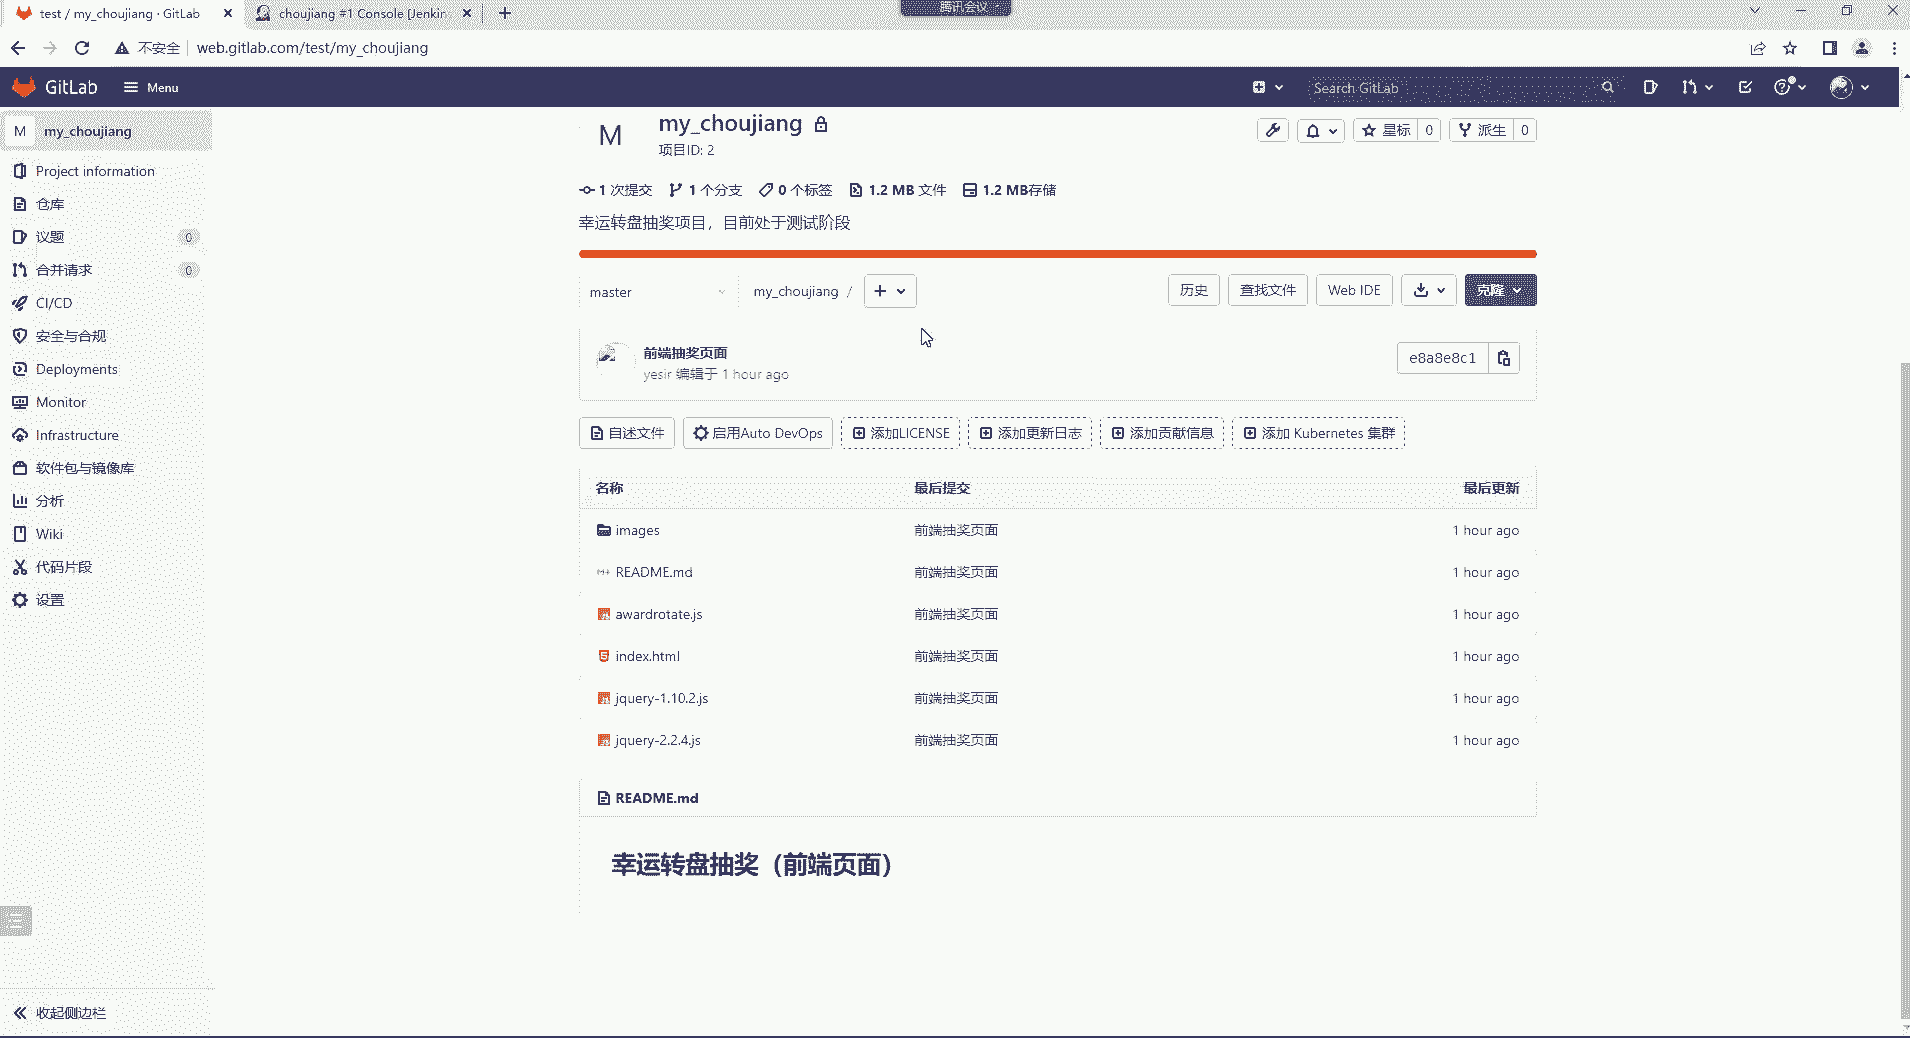 test / my_choujiang · GitLab
choujiang #1 Console [Jenkin
腾讯会议
不安全
web.gitlab.com/test/my_choujiang
GitLab
Menu
Search GitLab
M
my_choujiang
Project information
仓库
议题
0
合并请求
0
CI/CD
安全与合规
Deployments
Monitor
Infrastructure
软件包与镜像库
分析
Wiki
代码片段
设置
收起侧边栏
M
my_choujiang
项目ID: 2
星标
0
派生
0
1 次提交
1 个分支
0 个标签
1.2 MB 文件
1.2 MB存储
幸运转盘抽奖项目，目前处于测试阶段
master
my_choujiang /
历史
查找文件
Web IDE
克隆
前端抽奖页面
yesir 编辑于 1 hour ago
e8a8e8c1
自述文件
启用Auto DevOps
添加LICENSE
添加更新日志
添加贡献信息
添加 Kubernetes 集群
名称 最后提交 最后更新
images 前端抽奖页面 1 hour ago
README.md 前端抽奖页面 1 hour ago
awardrotate.js 前端抽奖页面 1 hour ago
index.html 前端抽奖页面 1 hour ago
jquery-1.10.2.js 前端抽奖页面 1 hour ago
jquery-2.2.4.js 前端抽奖页面 1 hour ago
README.md
幸运转盘抽奖（前端页面）